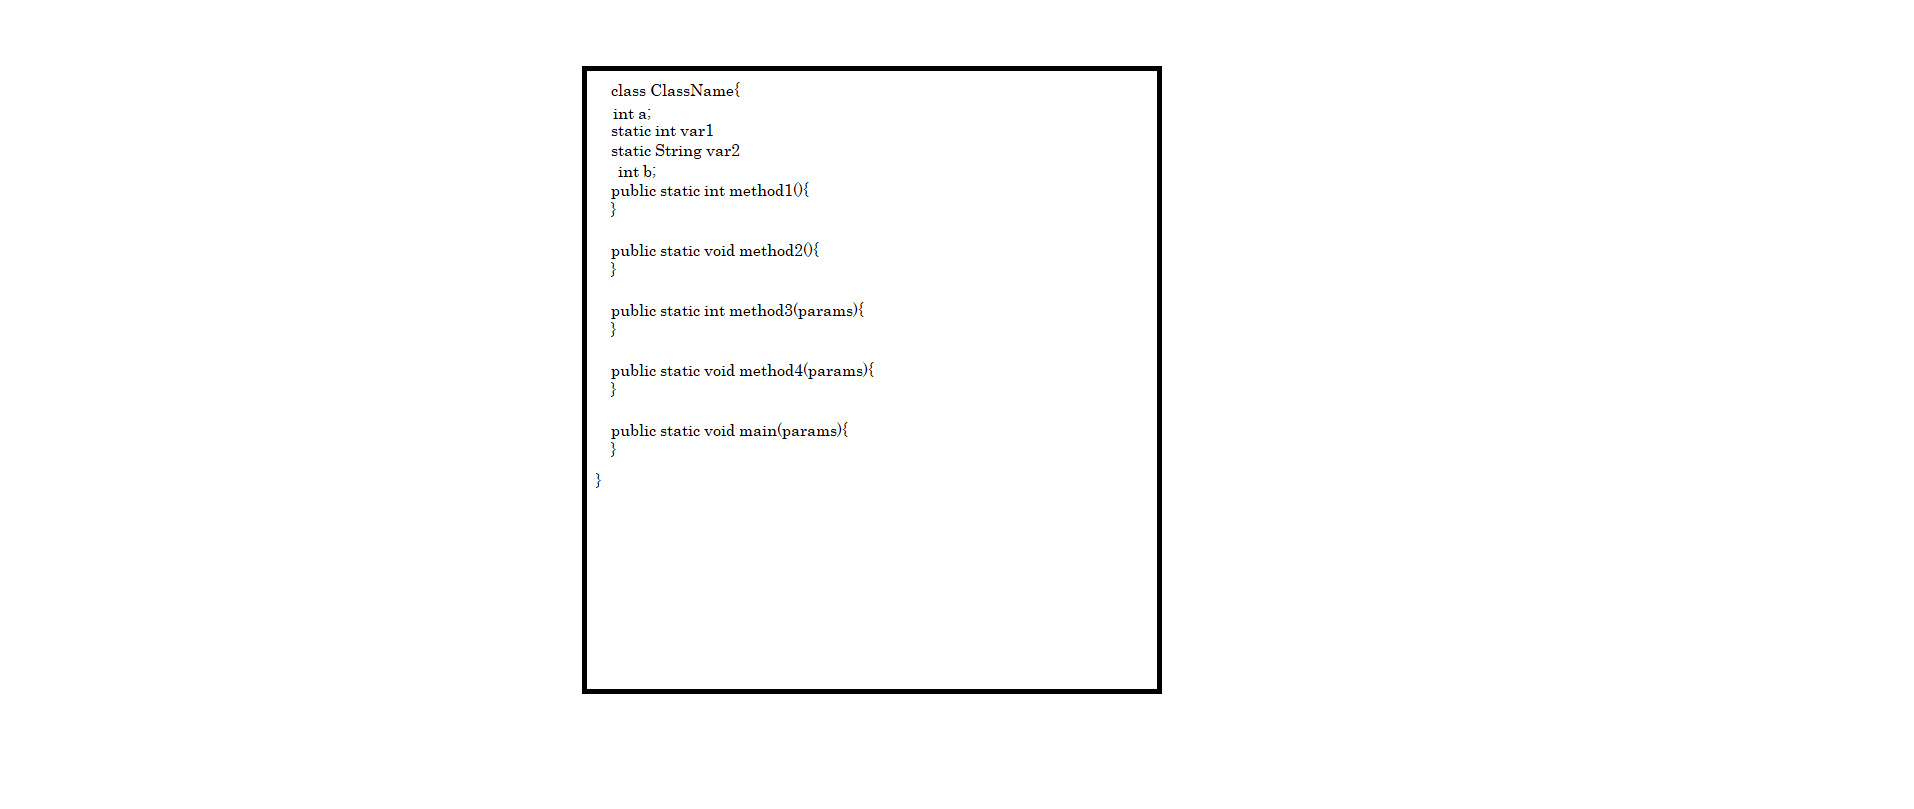 class ClassName{
int a;
static int var1
static String var2
int b;
public static int method1(){
}
public static void method2(){
}
public static int method3(params){
}
public static void method4(params){
}
public static void main(params){
}
}